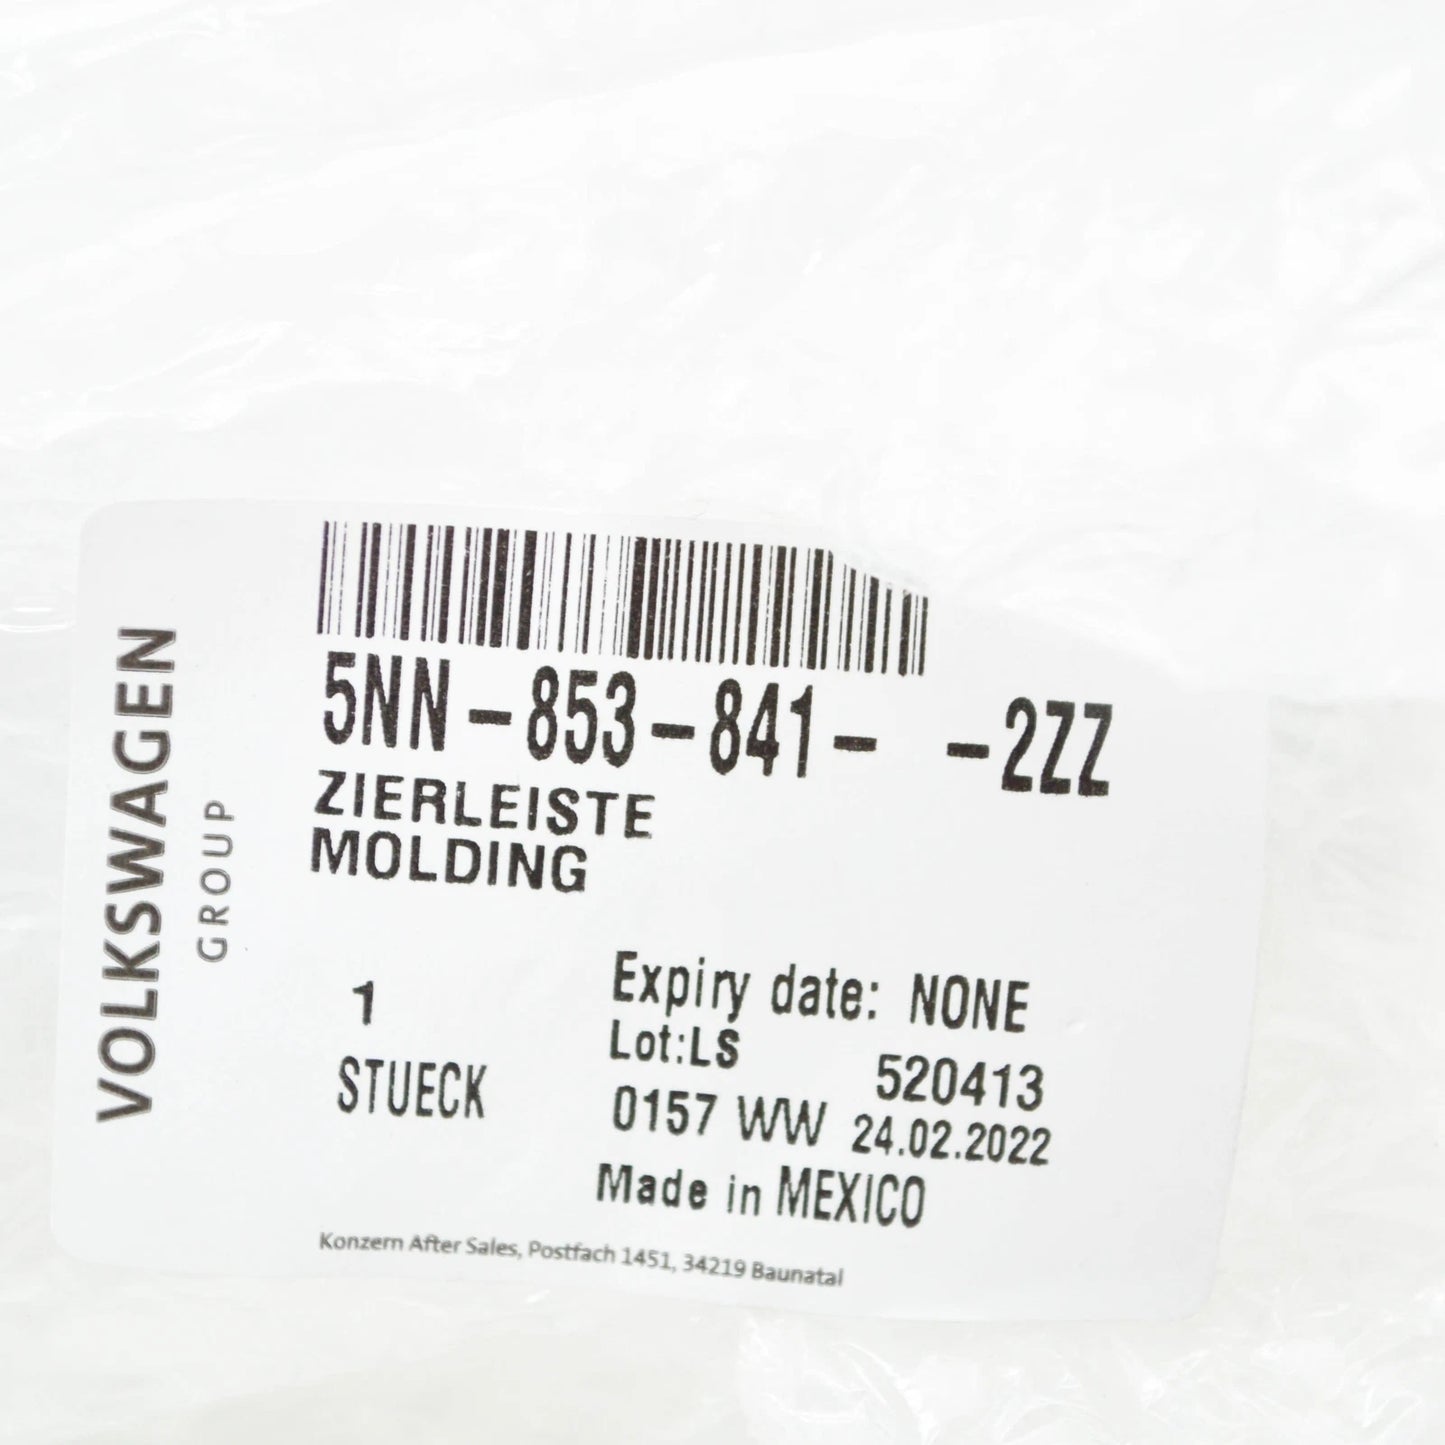 VOLKSWAGEN
GROUP
5NN-853-841- -2ZZ
ZIERLEISTE
MOLDING
1
STUECK
Expiry date: NONE
Lot:LS 520413
0157 WW 24.02.2022
Made in MEXICO
Konzern After Sales, Postfach 1451, 34219 Baunatal